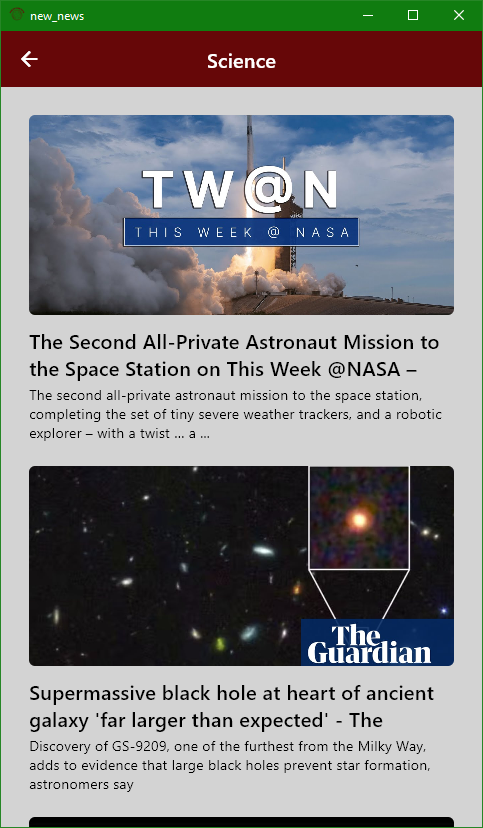 new_news
Science
TW@N
THIS WEEK @ NASA
The Second All-Private Astronaut Mission to
the Space Station on This Week @NASA –
The second all-private astronaut mission to the space station,
completing the set of tiny severe weather trackers, and a robotic
explorer – with a twist … a …
The
Guardian
Supermassive black hole at heart of ancient
galaxy 'far larger than expected' - The
Discovery of GS-9209, one of the furthest from the Milky Way,
adds to evidence that large black holes prevent star formation,
astronomers say